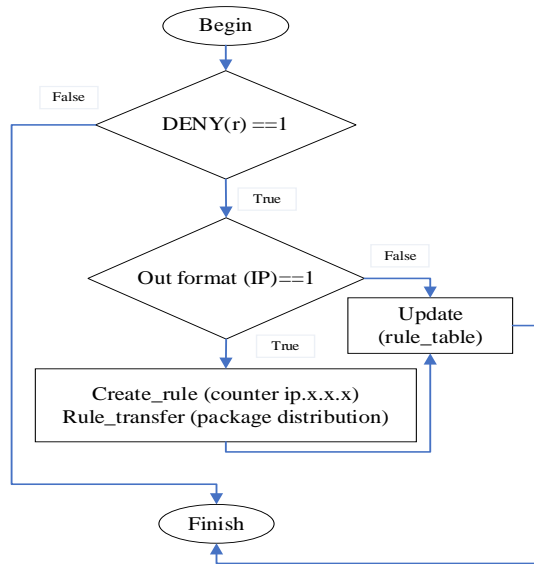 Begin
False
DENY(r) ==1
True
False
Out format (IP)==1
Update
(rule_table)
True
Create_rule (counter ip.x.x.x)
Rule_transfer (package distribution)
Finish